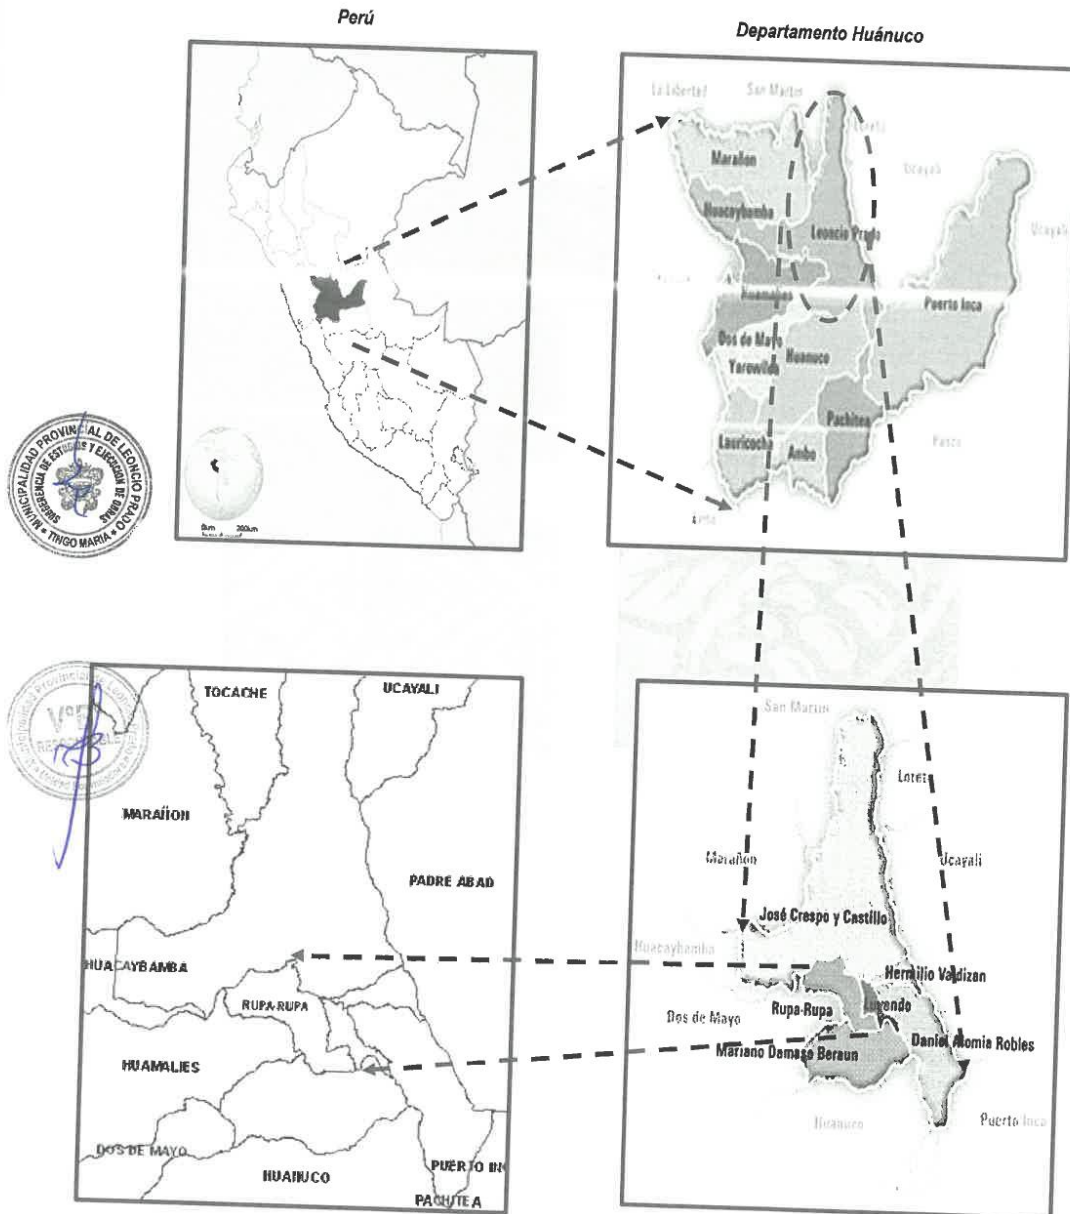 Perú
Departamento Huánuco
0km 200km
La Libertad
San Martin
Loreto
Ucayali
Ucayali
Marañon
Huacaybamba
Leoncio Prado
Huamalies
Puerto Inca
Dos de Mayo
Huanuco
Yarowilca
Pachitea
Lauricocha
Ambo
Pasco
Lima
MUNICIPALIDAD PROVINCIAL DE LEONCIO PRADO
SUBGERENCIA DE ESTUDIOS Y EJECUCION DE OBRAS
TINGO MARIA
V°B°
RESPONSABLE
TOCACHE
UCAYALI
MARAÑON
PADRE ABAD
HUACAYBAMBA
RUPA-RUPA
HUAMALIES
DOS DE MAYO
HUANUCO
PUERTO IN
PACHITEA
San Martin
Loreto
Marañon
Ucayali
José Crespo y Castillo
Huacaybamba
Hermilio Valdizan
Rupa-Rupa
Luyando
Dos de Mayo
Daniel Alomia Robles
Mariano Damaso Beraun
Huanuco
Puerto Inca